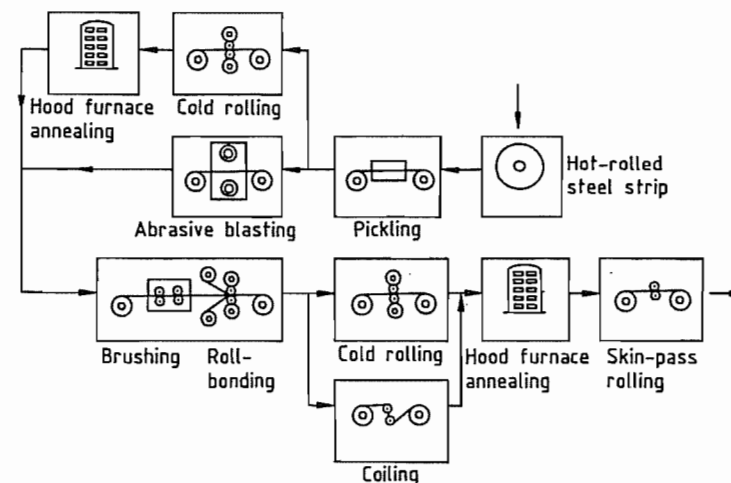 Hood furnace
annealing
Cold rolling
Hot-rolled
steel strip
Abrasive blasting
Pickling
Brushing
Roll-
bonding
Cold rolling
Hood furnace
annealing
Skin-pass
rolling
Coiling